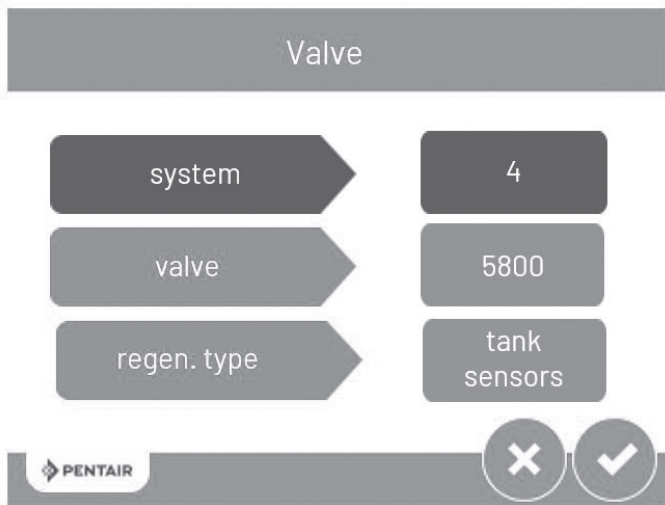 Valve
system
4
valve
5800
regen. type
tank
sensors
PENTAIR